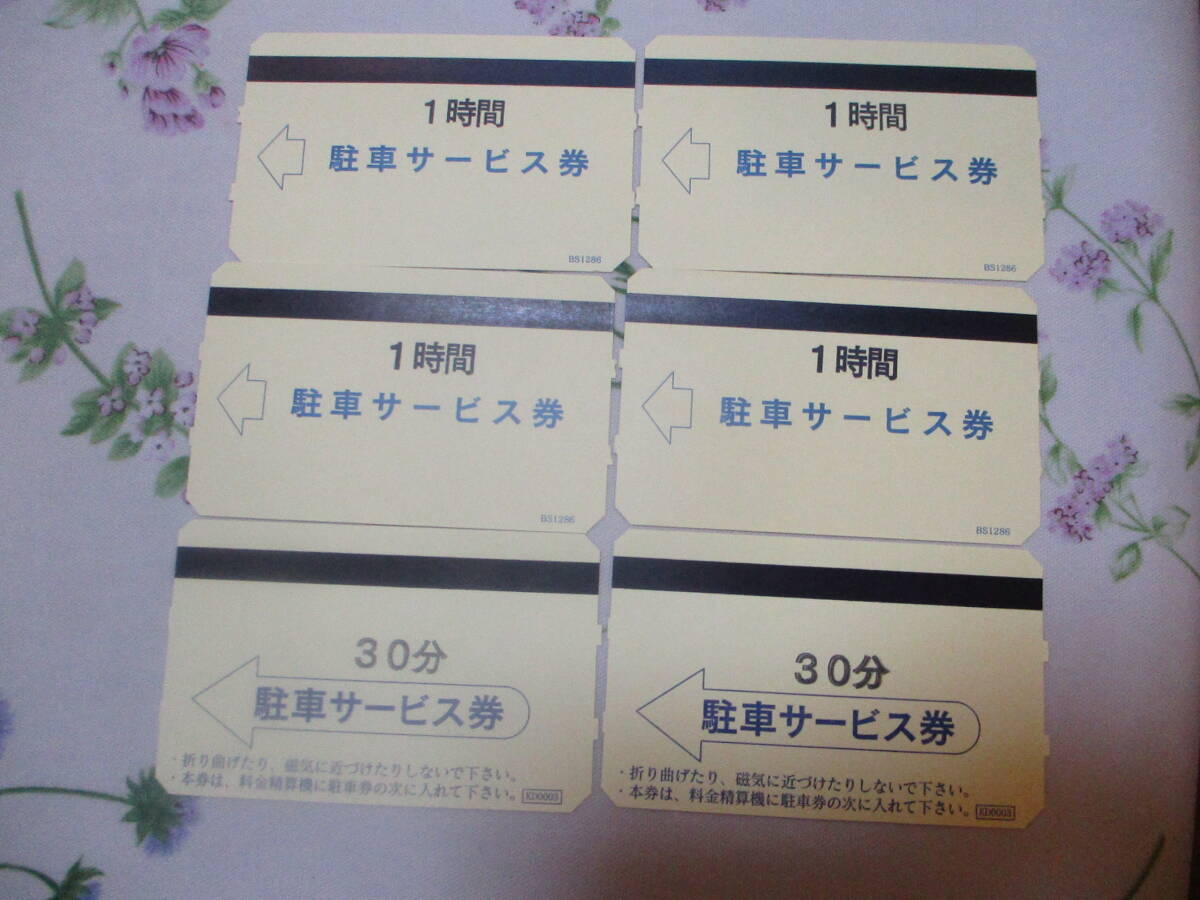 １時間
駐車サービス券
BS1286
１時間
駐車サービス券
BS1286
１時間
駐車サービス券
BS1286
１時間
駐車サービス券
BS1286
３０分
駐車サービス券
・折り曲げたり、磁気に近づけたりしないで下さい。
・本券は、料金精算機に駐車券の次に入れて下さい。
KD0003
３０分
駐車サービス券
・折り曲げたり、磁気に近づけたりしないで下さい。
・本券は、料金精算機に駐車券の次に入れて下さい。
KD0003